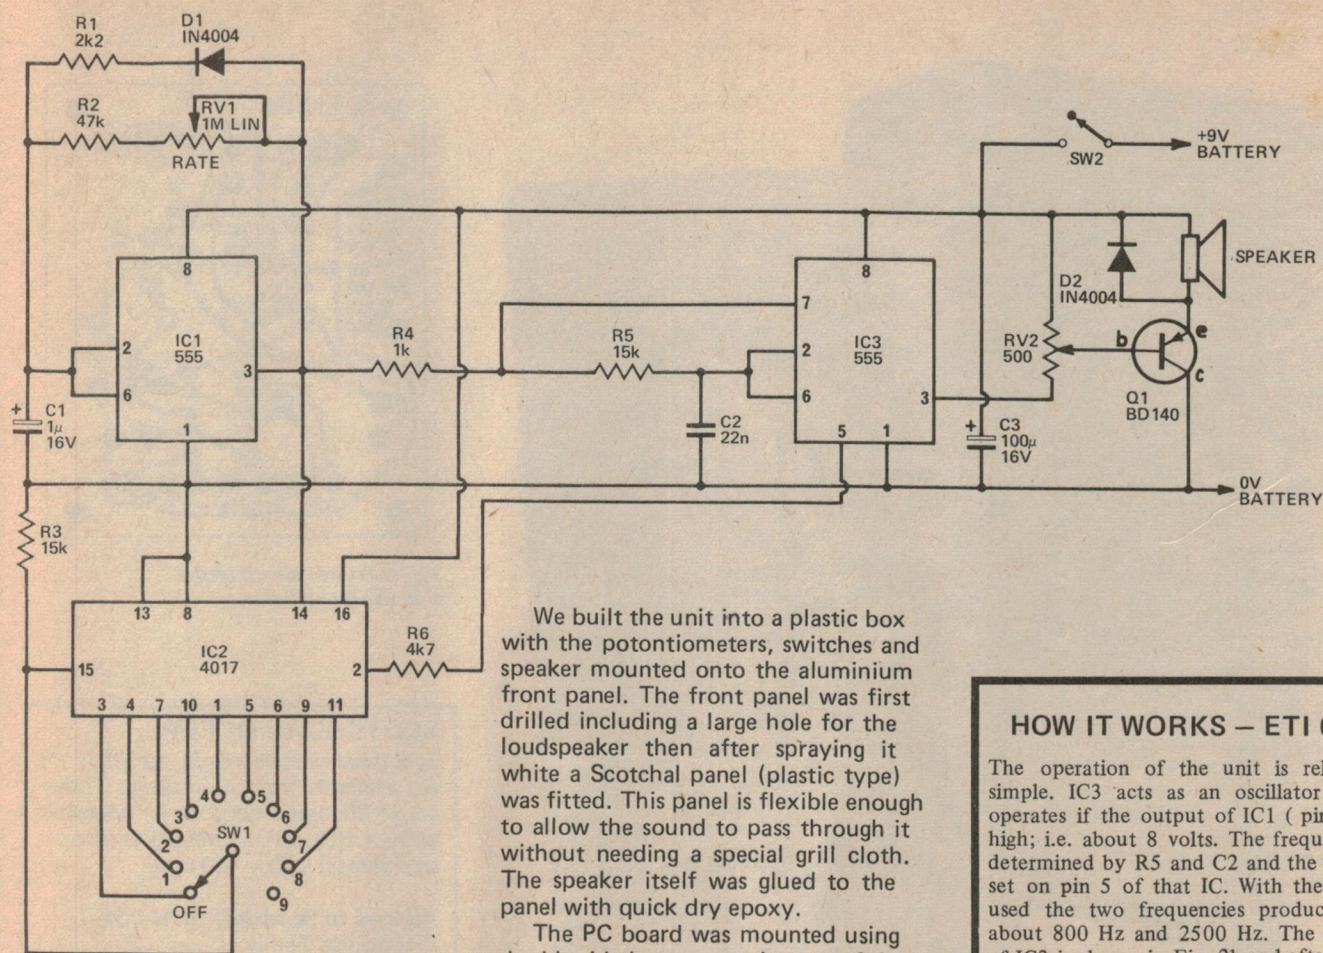 R1
2k2
D1
IN4004
R2
47k
RV1
1M LIN
RATE
SW2
+9V
BATTERY
8
IC1
555
2
6
3
1
C1
+
1μ
16V
R4
1k
R5
15k
C2
22n
8
7
2
6
IC3
555
3
5
1
D2
IN4004
SPEAKER
RV2
500
b
e
c
Q1
BD140
+
C3
100μ
16V
0V
BATTERY
R3
15k
13
8
14
16
IC2
4017
15
2
R6
4k7
3
4
7
10
1
5
6
9
11
4
5
3
6
SW1
2
7
1
8
OFF
9
We built the unit into a plastic box
with the potontiometers, switches and
speaker mounted onto the aluminium
front panel. The front panel was first
drilled including a large hole for the
loudspeaker then after spraying it
white a Scotchal panel (plastic type)
was fitted. This panel is flexible enough
to allow the sound to pass through it
without needing a special grill cloth.
The speaker itself was glued to the
panel with quick dry epoxy.
The PC board was mounted using
HOW IT WORKS – ETI
The operation of the unit is rel
simple. IC3 acts as an oscillator
operates if the output of IC1 ( pin
high; i.e. about 8 volts. The frequ
determined by R5 and C2 and the
set on pin 5 of that IC. With the
used the two frequencies produc
about 800 Hz and 2500 Hz. The